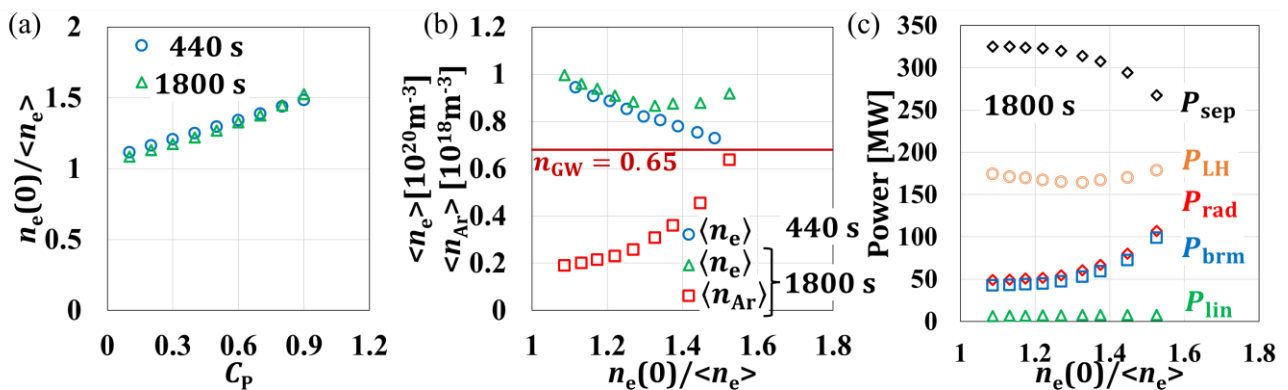 (a)
2
1.5
1
0.5
0
0
0.3
0.6
0.9
1.2
n_e(0)/<n_e>
C_P
440 s
1800 s
(b)
1.2
1
0.8
0.6
0.4
0.2
0
1
1.2
1.4
1.6
1.8
<n_e>[10^20 m^-3]
<n_Ar>[10^18 m^-3]
n_GW = 0.65
⟨n_e⟩ 440 s
⟨n_e⟩
⟨n_Ar⟩
1800 s
n_e(0)/<n_e>
(c)
350
300
250
200
150
100
50
0
1
1.2
1.4
1.6
1.8
Power [MW]
1800 s
P_sep
P_LH
P_rad
P_brm
P_lin
n_e(0)/<n_e>